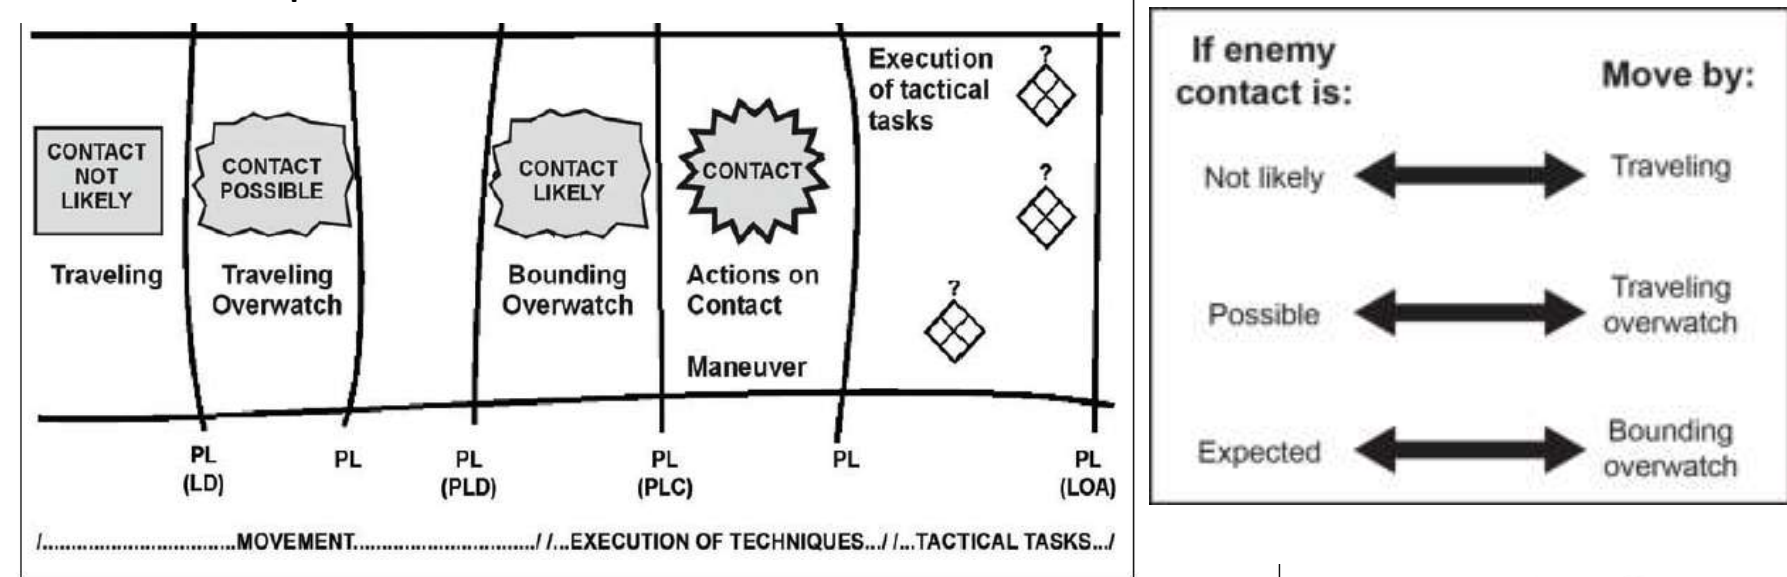 CONTACT
NOT
LIKELY
Traveling
CONTACT
POSSIBLE
Traveling
Overwatch
CONTACT
LIKELY
Bounding
Overwatch
CONTACT
Actions on
Contact
Maneuver
Execution
of tactical
tasks
?
?
?
PL
(LD)
PL
PL
(PLD)
PL
(PLC)
PL
PL
(LOA)
/.................................MOVEMENT................................/ /...EXECUTION OF TECHNIQUES.../ /...TACTICAL TASKS.../
If enemy
contact is:
Move by:
Not likely
Traveling
Possible
Traveling
overwatch
Expected
Bounding
overwatch